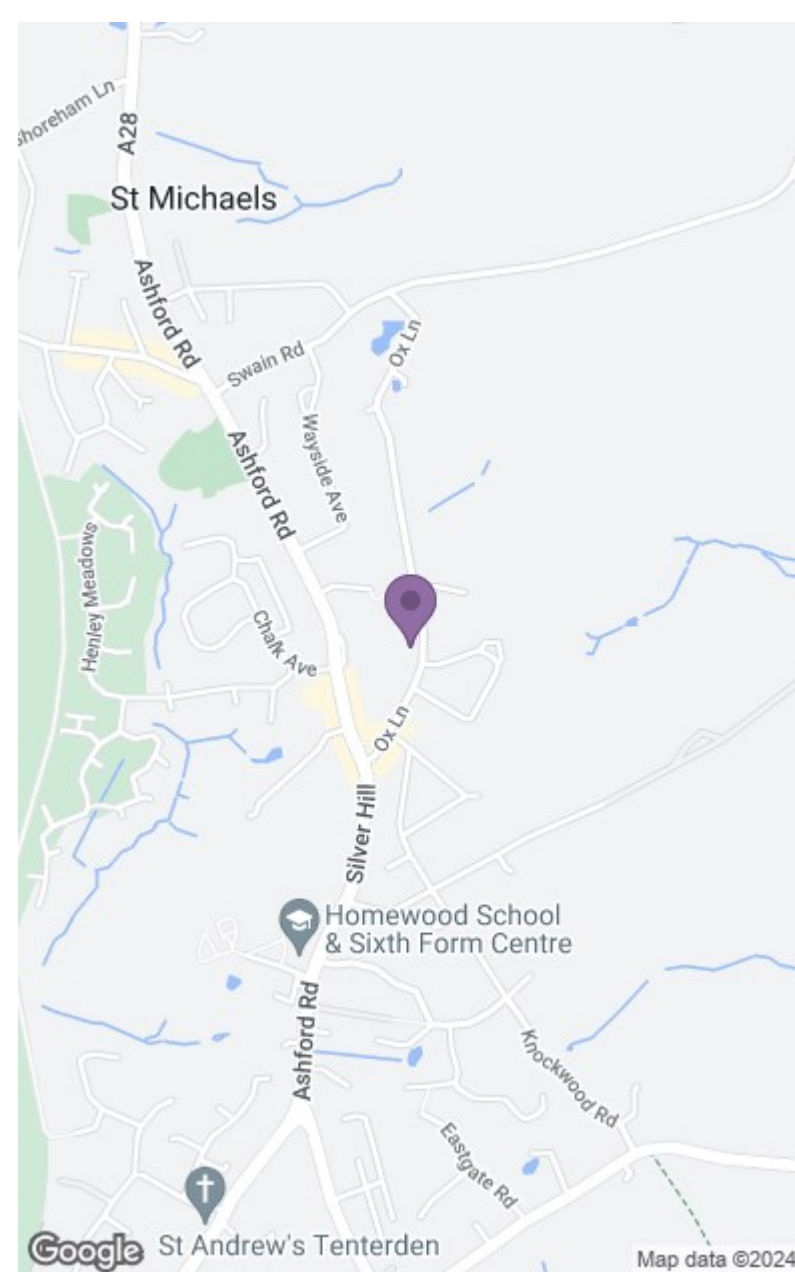 Shoreham Ln
A28
St Michaels
Ashford Rd
Ox Ln
Swain Rd
Wayside Ave
Ashford Rd
Henley Meadows
Chalk Ave
Ox Ln
Silver Hill
Homewood School
& Sixth Form Centre
Ashford Rd
Knockwood Rd
Eastgate Rd
St Andrew's Tenterden
Google
Map data ©2024